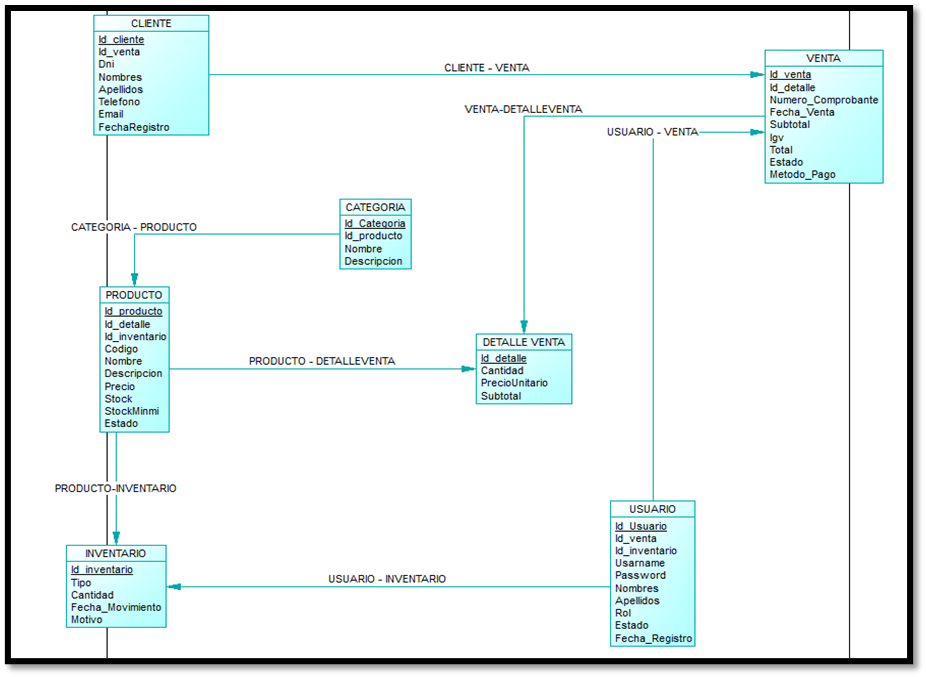 CLIENTE
Id_cliente
Id_venta
Dni
Nombres
Apellidos
Telefono
Email
FechaRegistro
CLIENTE - VENTA
VENTA
Id_venta
Id_detalle
Numero_Comprobante
Fecha_Venta
Subtotal
Igv
Total
Estado
Metodo_Pago
VENTA-DETALLEVENTA
USUARIO - VENTA
CATEGORIA
Id_Categoria
Id_producto
Nombre
Descripcion
CATEGORIA - PRODUCTO
PRODUCTO
Id_producto
Id_detalle
Id_inventario
Codigo
Nombre
Descripcion
Precio
Stock
StockMinmi
Estado
PRODUCTO - DETALLEVENTA
DETALLE VENTA
Id_detalle
Cantidad
PrecioUnitario
Subtotal
PRODUCTO-INVENTARIO
INVENTARIO
Id_inventario
Tipo
Cantidad
Fecha_Movimiento
Motivo
USUARIO - INVENTARIO
USUARIO
Id_Usuario
Id_venta
Id_inventario
Usarname
Password
Nombres
Apellidos
Rol
Estado
Fecha_Registro